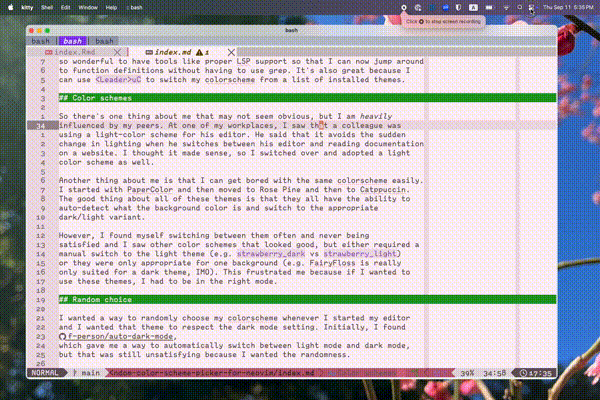 kitty Shell Edit Window Help bash
Thu Sep 11 5:35 PM
Click to stop screen recording
bash
bash bash bash
index.Rmd index.md 1
7 so wonderful to have tools like proper LSP support so that I can now jump around
6 to function definitions without having to use grep. It's also great because I
5 can use <Leader>uC to switch my colorscheme from a list of installed themes.
4
3 ## Color schemes
2
1 So there's one thing about me that may not seem obvious, but I am heavily
34 influenced by my peers. At one of my workplaces, I saw that a colleague was
1 using a light-color scheme for his editor. He said that it avoids the sudden
2 change in lighting when he switches between his editor and reading documentation
3 on a website. I thought it made sense, so I switched over and adopted a light
4 color scheme as well.
5
6 Another thing about me is that I can get bored with the same colorscheme easily.
7 I started with PaperColor and then moved to Rose Pine and then to Catppuccin.
8 The good thing about all of these themes is that they all have the ability to
9 auto-detect what the background color is and switch to the appropriate
10 dark/light variant.
11
12 However, I found myself switching between them often and never being
13 satisfied and I saw other color schemes that looked good, but either required a
14 manual switch to the light theme (e.g. strawberry_dark vs strawberry_light)
15 or they were only appropriate for one background (e.g. FairyFloss is really
16 only suited for a dark theme, IMO). This frustrated me because if I wanted to
17 use these themes, I had to be in the right mode.
18
19 ## Random choice
20
21 I wanted a way to randomly choose my colorscheme whenever I started my editor
22 and I wanted that theme to respect the dark mode setting. Initially, I found
23 f-person/auto-dark-mode,
24 which gave me a way to automatically switch between light mode and dark mode,
25 but that was still unsatisfying because I wanted the randomness.
26
NORMAL main <ndom-color-scheme-picker-for-neovim/index.md 39% 34:58 17:35